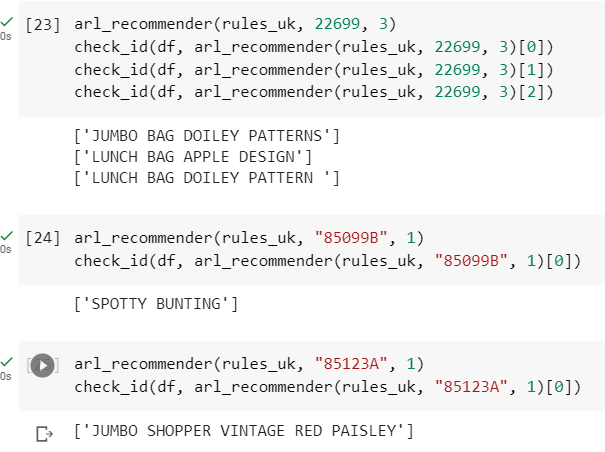 [23] arl_recommender(rules_uk, 22699, 3)
0s check_id(df, arl_recommender(rules_uk, 22699, 3)[0])
check_id(df, arl_recommender(rules_uk, 22699, 3)[1])
check_id(df, arl_recommender(rules_uk, 22699, 3)[2])
['JUMBO BAG DOILEY PATTERNS']
['LUNCH BAG APPLE DESIGN']
['LUNCH BAG DOILEY PATTERN ']
[24] arl_recommender(rules_uk, "85099B", 1)
0s check_id(df, arl_recommender(rules_uk, "85099B", 1)[0])
['SPOTTY BUNTING']
arl_recommender(rules_uk, "85123A", 1)
0s check_id(df, arl_recommender(rules_uk, "85123A", 1)[0])
['JUMBO SHOPPER VINTAGE RED PAISLEY']